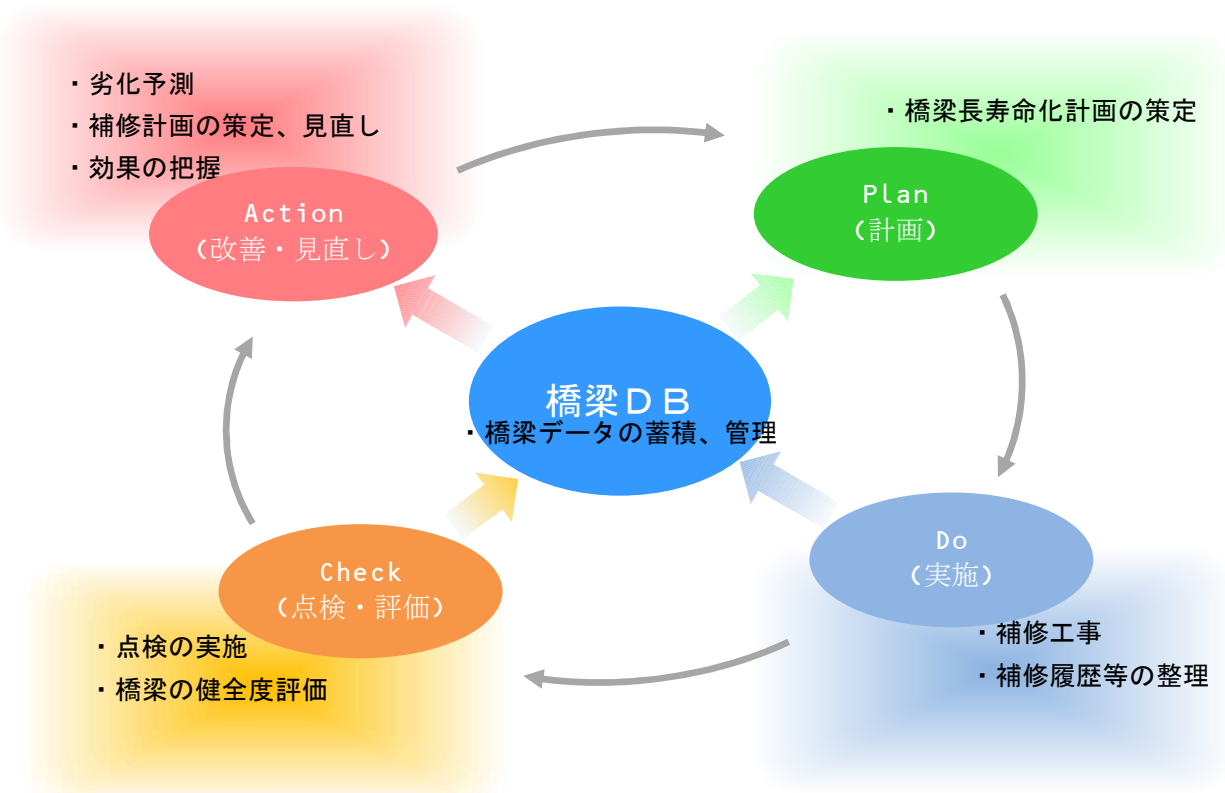 ・劣化予測
・補修計画の策定、見直し
・効果の把握
Action
(改善・見直し)
・橋梁長寿命化計画の策定
Plan
(計画)
橋梁ＤＢ
・橋梁データの蓄積、管理
Check
(点検・評価)
・点検の実施
・橋梁の健全度評価
Do
(実施)
・補修工事
・補修履歴等の整理